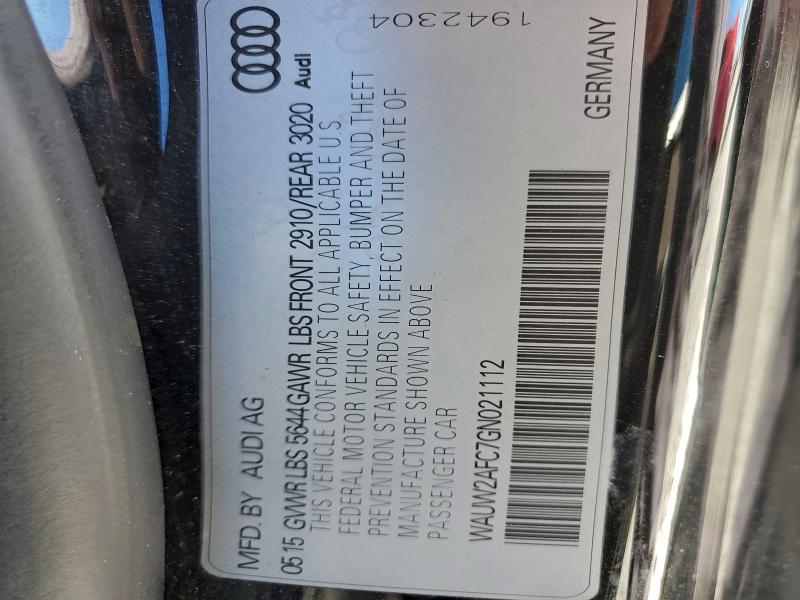 MFD. BY AUDI AG
05 15 GVWR LBS 5644 GAWR LBS FRONT 2910/REAR 3020 Audi
THIS VEHICLE CONFORMS TO ALL APPLICABLE U.S.
FEDERAL MOTOR VEHICLE SAFETY, BUMPER AND THEFT
PREVENTION STANDARDS IN EFFECT ON THE DATE OF
MANUFACTURE SHOWN ABOVE
PASSENGER CAR
WAUW2AFC7GN021112
GERMANY
1942304